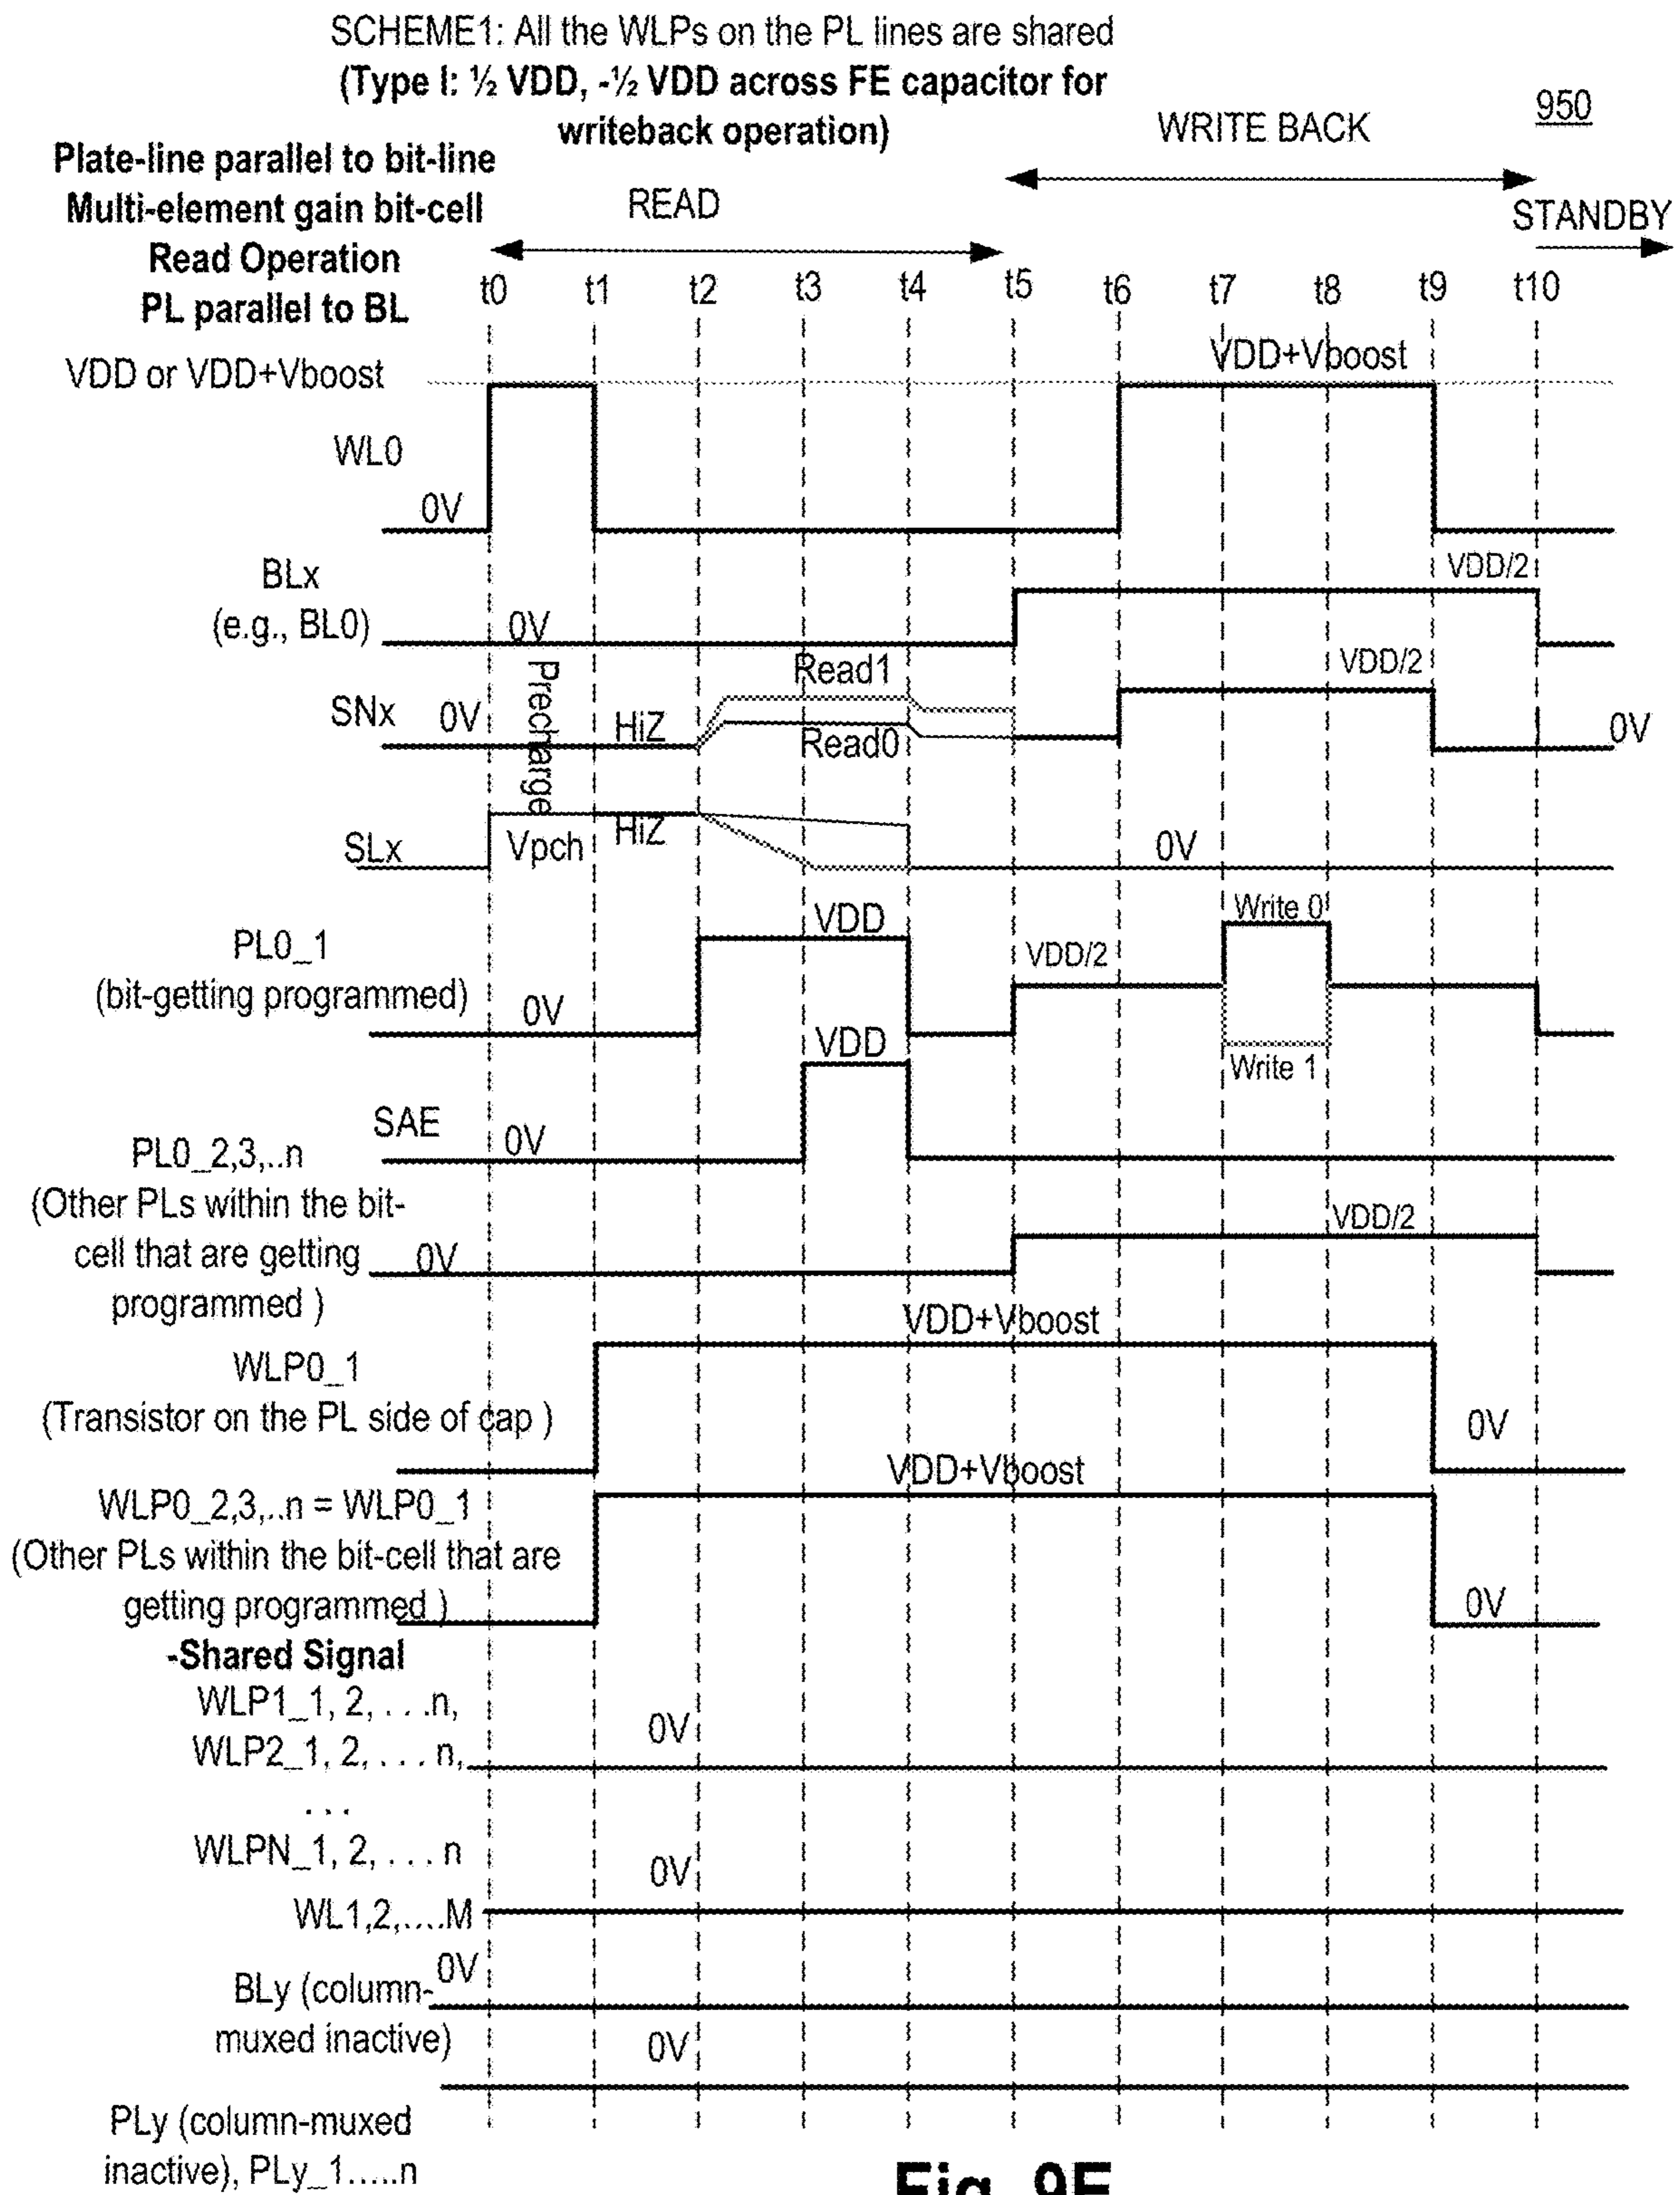 SCHEME1: All the WLPs on the PL lines are shared
(Type I: ½ VDD, -½ VDD across FE capacitor for
writeback operation)
950
WRITE BACK
Plate-line parallel to bit-line
Multi-element gain bit-cell
Read Operation
PL parallel to BL
READ
STANDBY
t0 t1 t2 t3 t4 t5 t6 t7 t8 t9 t10
VDD or VDD+Vboost
VDD+Vboost
WL0
0V
BLx
(e.g., BL0)
0V
VDD/2
Precharge
SNx
0V
HiZ
Read1
Read0
VDD/2
0V
SLx
Vpch
HiZ
0V
PL0_1
(bit-getting programmed)
0V
VDD
VDD/2
Write 0
Write 1
SAE
0V
VDD
PL0_2,3,..n
(Other PLs within the bit-
cell that are getting
programmed )
0V
VDD/2
VDD+Vboost
WLP0_1
(Transistor on the PL side of cap )
0V
VDD+Vboost
WLP0_2,3,..n = WLP0_1
(Other PLs within the bit-cell that are
getting programmed )
0V
-Shared Signal
WLP1_1, 2, . . .n,
0V
WLP2_1, 2, . . . n,
. . .
WLPN_1, 2, . . . n
0V
WL1,2,....M
0V
BLy (column-
muxed inactive)
0V
PLy (column-muxed
inactive), PLy_1.....n
Fig. 9E